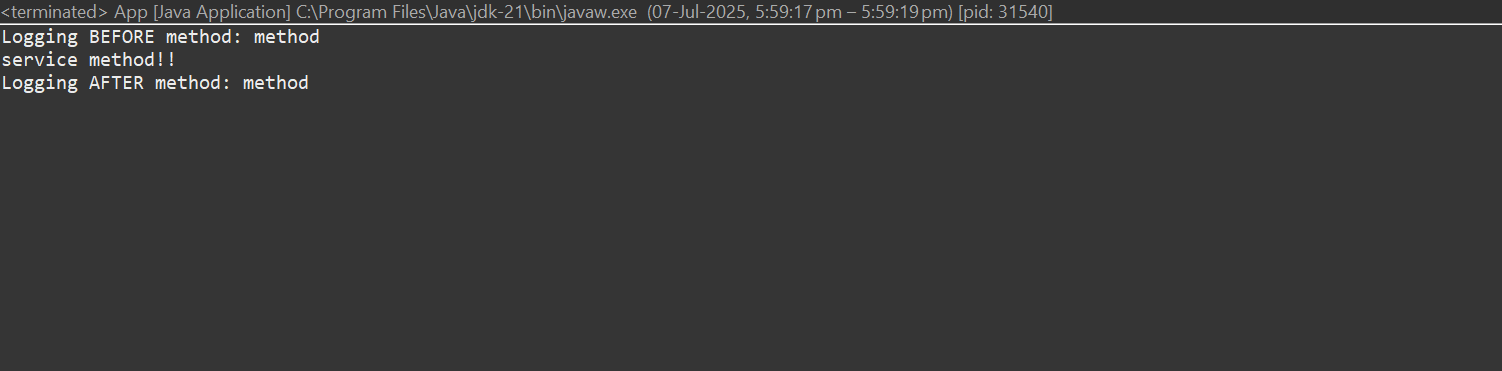 <terminated> App [Java Application] C:\Program Files\Java\jdk-21\bin\javaw.exe (07-Jul-2025, 5:59:17 pm – 5:59:19 pm) [pid: 31540]
Logging BEFORE method: method
service method!!
Logging AFTER method: method